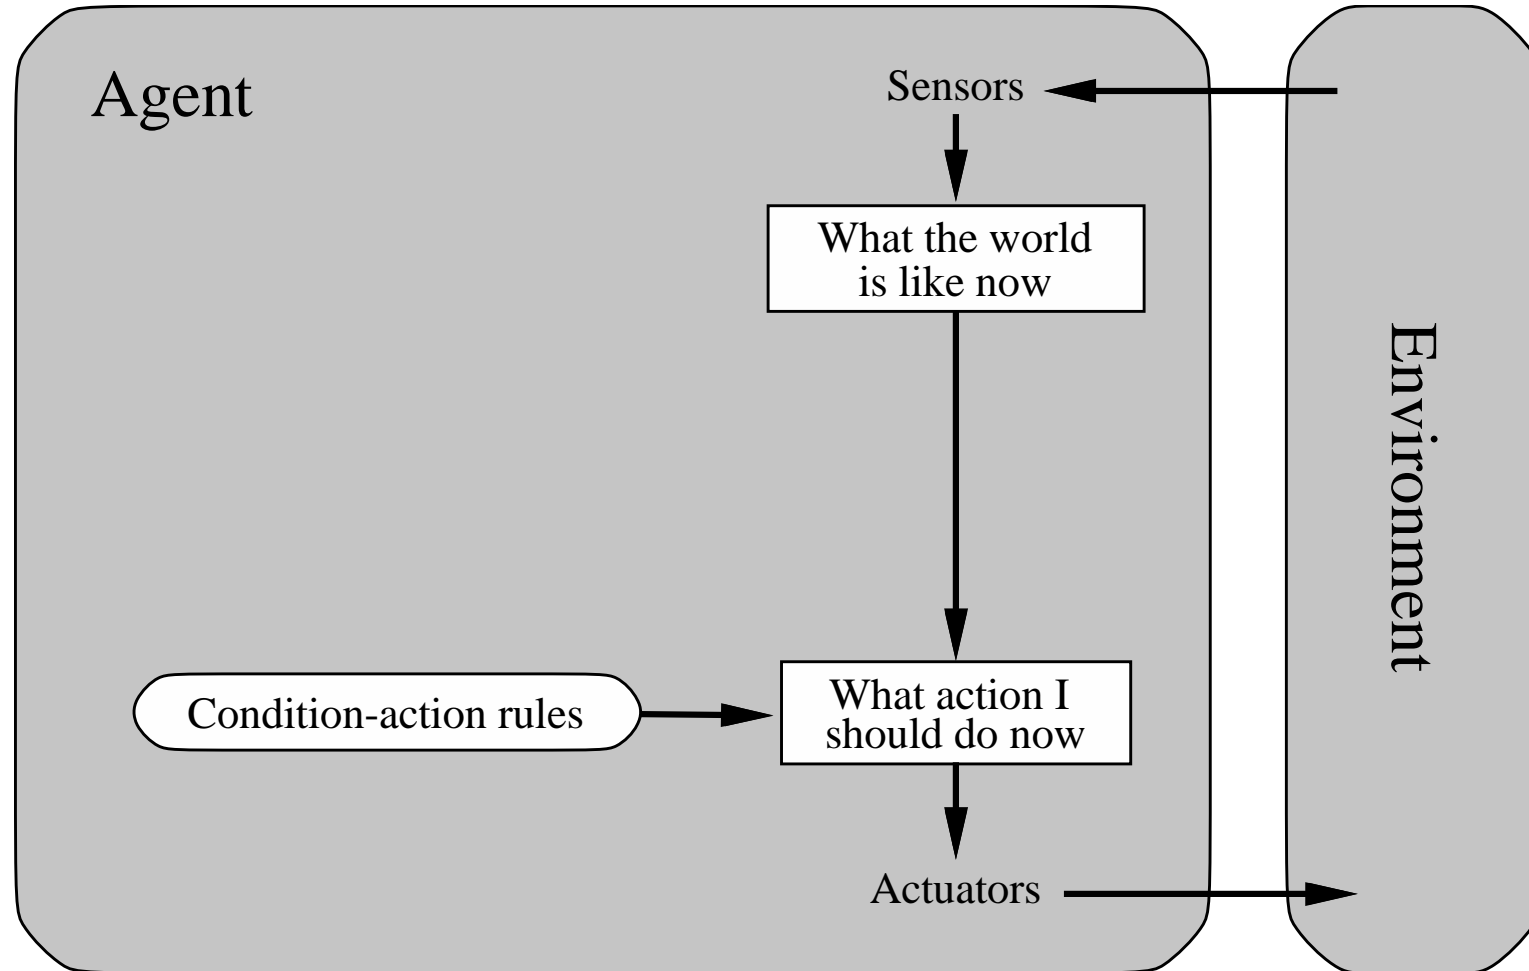 Agent
Sensors
What the world
is like now
Environment
Condition-action rules
What action I
should do now
Actuators